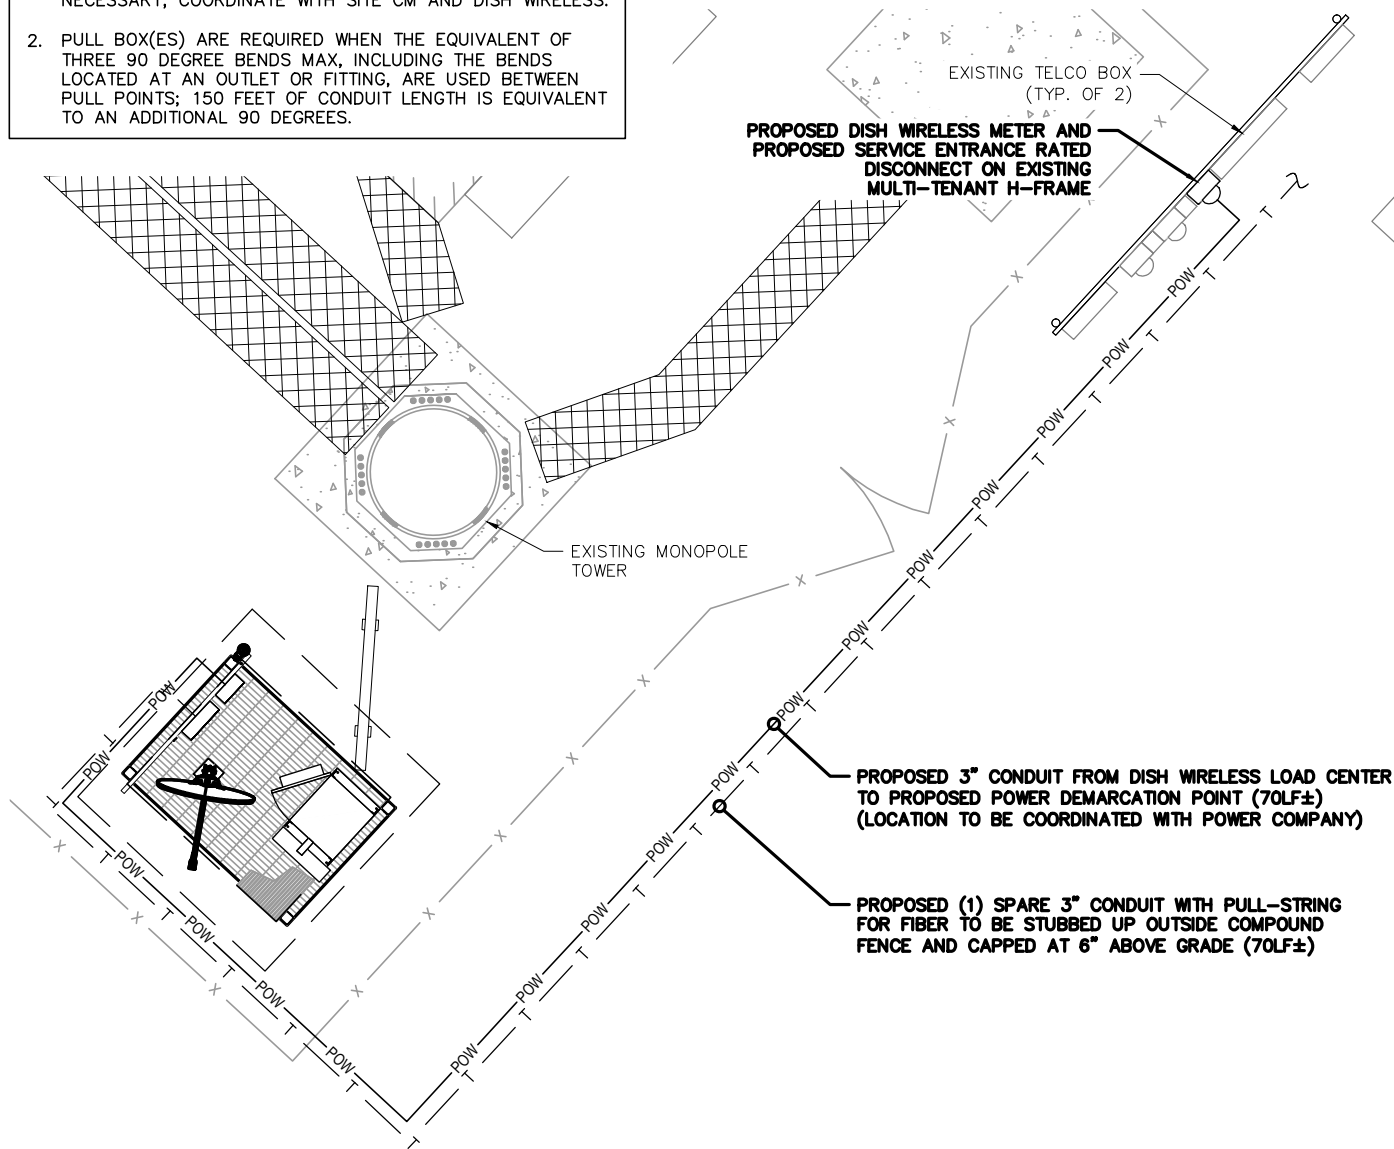 NECESSARY, COORDINATE WITH SITE CM AND DISH WIRELESS.
2. PULL BOX(ES) ARE REQUIRED WHEN THE EQUIVALENT OF
THREE 90 DEGREE BENDS MAX, INCLUDING THE BENDS
LOCATED AT AN OUTLET OR FITTING, ARE USED BETWEEN
PULL POINTS; 150 FEET OF CONDUIT LENGTH IS EQUIVALENT
TO AN ADDITIONAL 90 DEGREES.
EXISTING TELCO BOX
(TYP. OF 2)
PROPOSED DISH WIRELESS METER AND
PROPOSED SERVICE ENTRANCE RATED
DISCONNECT ON EXISTING
MULTI-TENANT H-FRAME
X
T
T
X
POW
T
POW
T
X
POW
T
POW
T
EXISTING MONOPOLE
TOWER
POW
T
X
POW
T
X
POW
T
POW
T
X
POW
T
POW
T
PROPOSED 3" CONDUIT FROM DISH WIRELESS LOAD CENTER
TO PROPOSED POWER DEMARCATION POINT (70LF±)
(LOCATION TO BE COORDINATED WITH POWER COMPANY)
X
X
POW
T
POW
T
X
X
POW
T
POW
T
PROPOSED (1) SPARE 3" CONDUIT WITH PULL-STRING
FOR FIBER TO BE STUBBED UP OUTSIDE COMPOUND
FENCE AND CAPPED AT 6" ABOVE GRADE (70LF±)
X
X
POW
T
POW
T
POW
T
POW
T
T